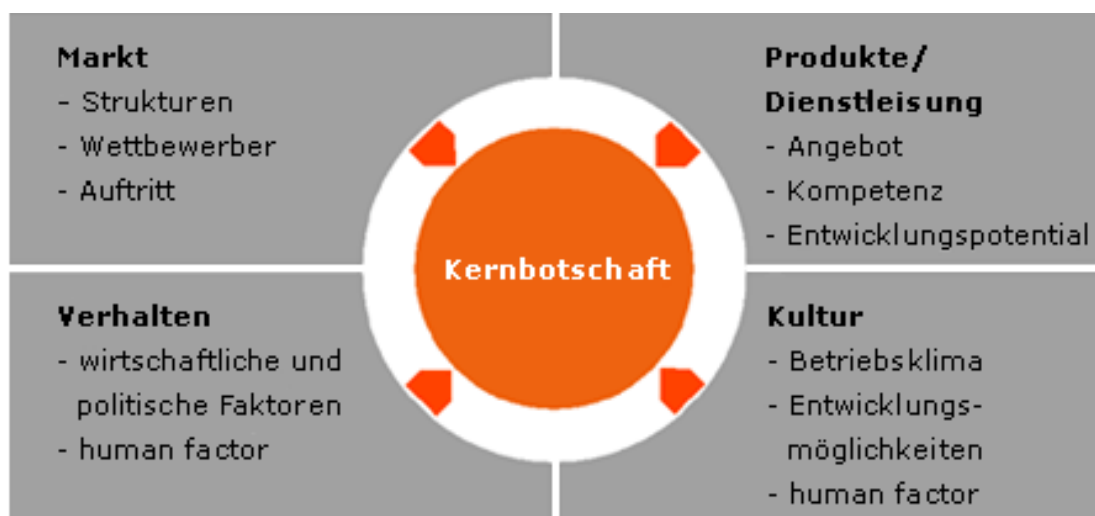 Markt
- Strukturen
- Wettbewerber
- Auftritt
Produkte/
Dienstleisung
- Angebot
- Kompetenz
- Entwicklungspotential
Kernbotschaft
Verhalten
- wirtschaftliche und
politische Faktoren
- human factor
Kultur
- Betriebsklima
- Entwicklungs-
möglichkeiten
- human factor